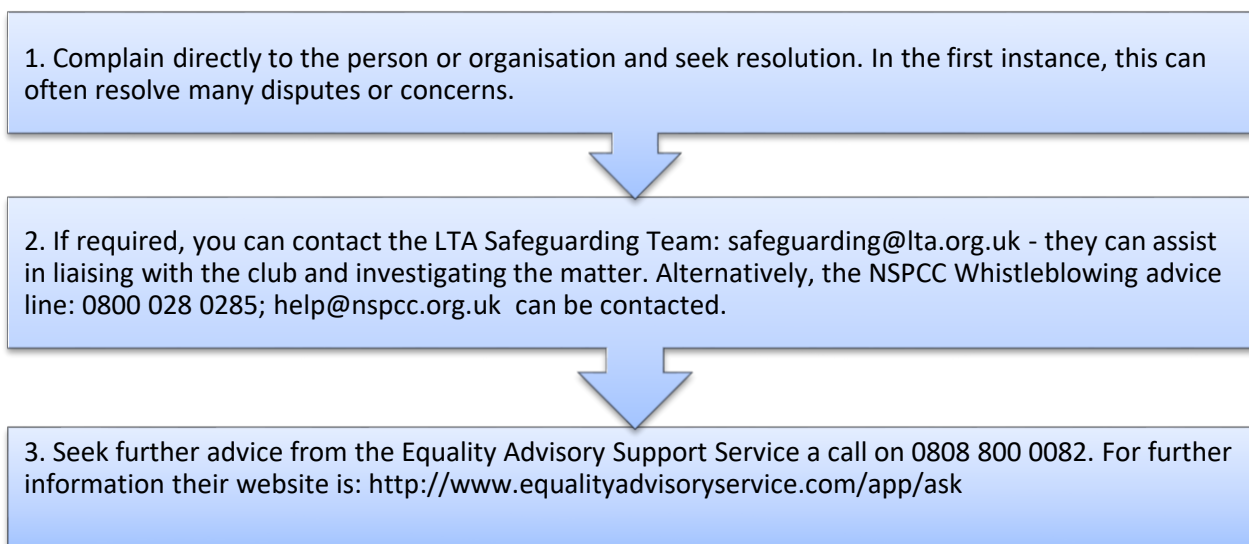 1. Complain directly to the person or organisation and seek resolution. In the first instance, this can
often resolve many disputes or concerns.
2. If required, you can contact the LTA Safeguarding Team: safeguarding@lta.org.uk - they can assist
in liaising with the club and investigating the matter. Alternatively, the NSPCC Whistleblowing advice
line: 0800 028 0285; help@nspcc.org.uk can be contacted.
3. Seek further advice from the Equality Advisory Support Service a call on 0808 800 0082. For further
information their website is: http://www.equalityadvisoryservice.com/app/ask